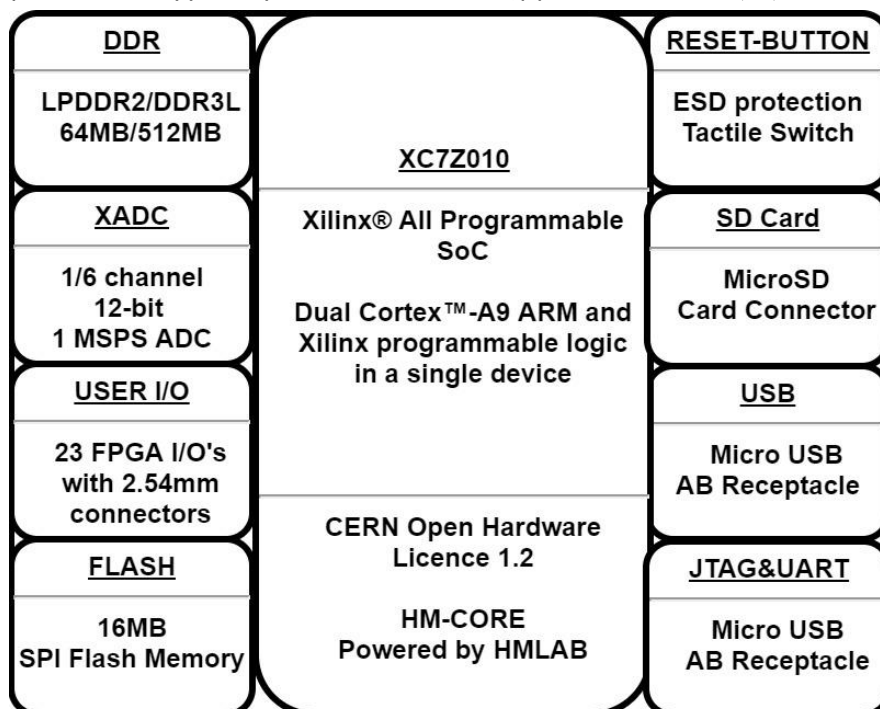 DDR
LPDDR2/DDR3L
64MB/512MB
XADC
1/6 channel
12-bit
1 MSPS ADC
USER I/O
23 FPGA I/O's
with 2.54mm
connectors
FLASH
16MB
SPI Flash Memory
XC7Z010
Xilinx® All Programmable
SoC
Dual Cortex™-A9 ARM and
Xilinx programmable logic
in a single device
CERN Open Hardware
Licence 1.2
HM-CORE
Powered by HMLAB
RESET-BUTTON
ESD protection
Tactile Switch
SD Card
MicroSD
Card Connector
USB
Micro USB
AB Receptacle
JTAG&UART
Micro USB
AB Receptacle